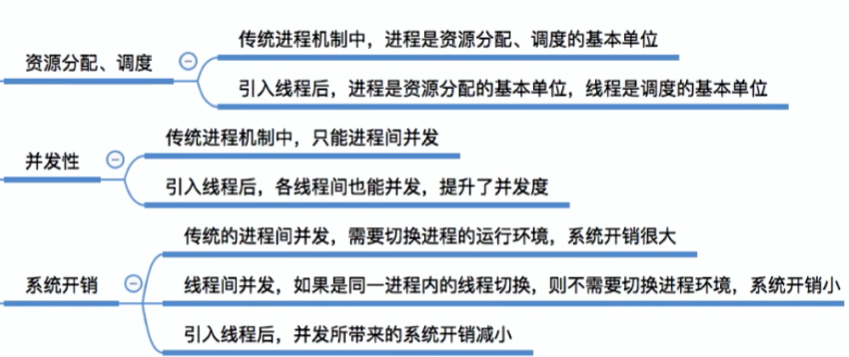 资源分配、调度
传统进程机制中，进程是资源分配、调度的基本单位
引入线程后，进程是资源分配的基本单位，线程是调度的基本单位
并发性
传统进程机制中，只能进程间并发
引入线程后，各线程间也能并发，提升了并发度
系统开销
传统的进程间并发，需要切换进程的运行环境，系统开销很大
线程间并发，如果是同一进程内的线程切换，则不需要切换进程环境，系统开销小
引入线程后，并发所带来的系统开销减小